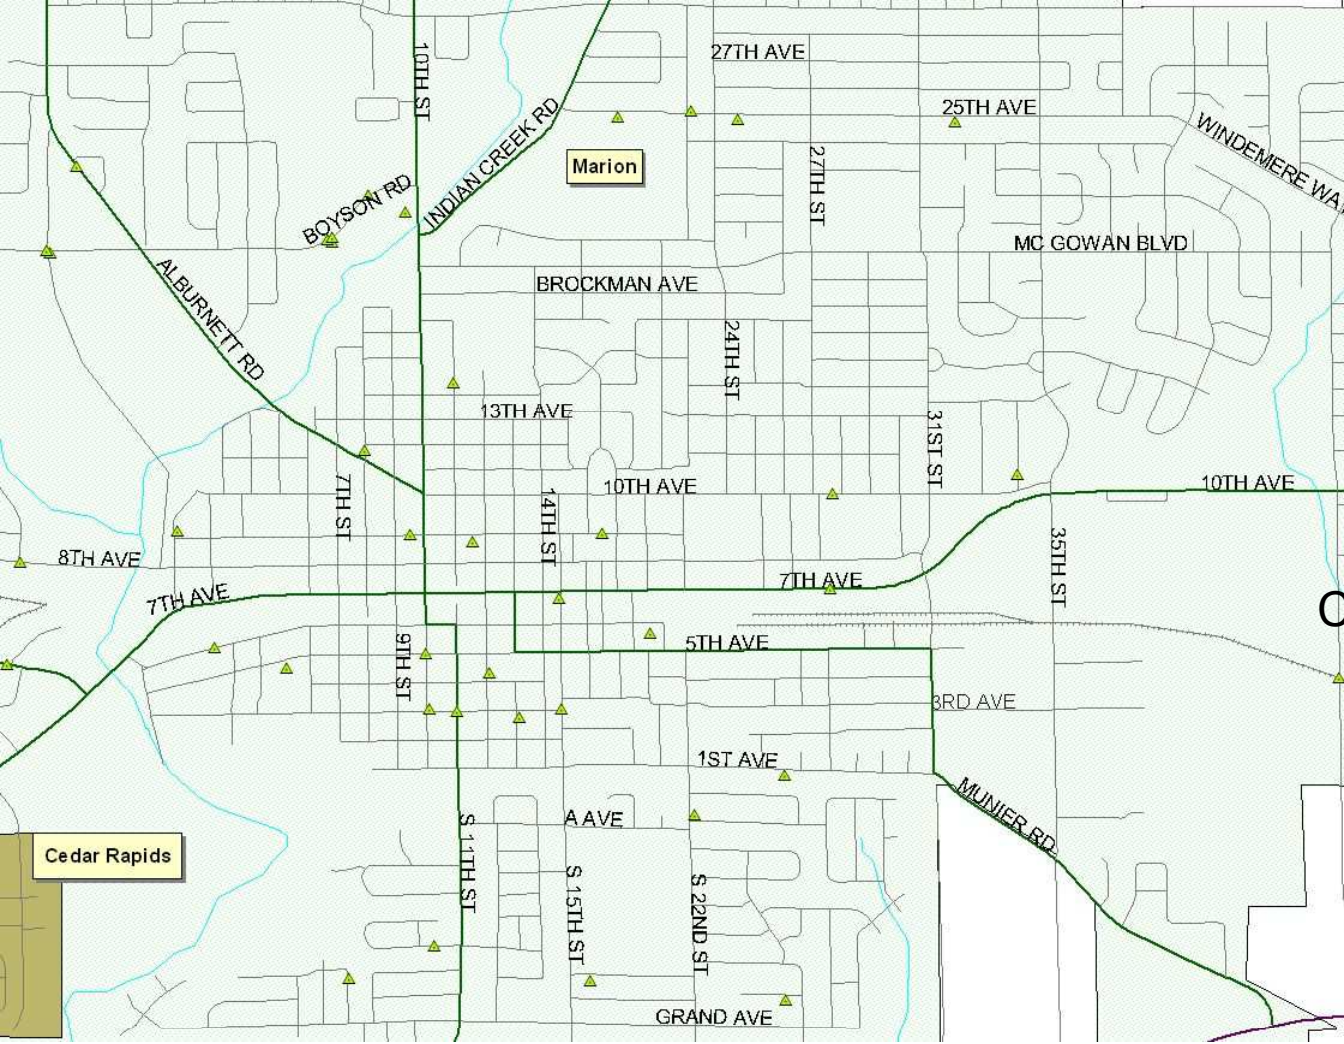 27TH AVE
10TH ST
25TH AVE
INDIAN CREEK RD
WINDEMERE WA
Marion
27TH ST
BOYSON RD
MC GOWAN BLVD
ALBURNETT RD
BROCKMAN AVE
24TH ST
13TH AVE
31ST ST
7TH ST
14TH ST
10TH AVE
10TH AVE
8TH AVE
35TH ST
7TH AVE
7TH AVE
9TH ST
5TH AVE
3RD AVE
1ST AVE
MUNIER RD
A AVE
S 11TH ST
Cedar Rapids
S 15TH ST
S 22ND ST
GRAND AVE